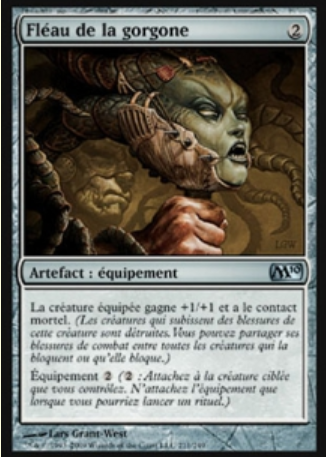 Fléau de la gorgone 2
LGW
Artefact : équipement M10
La créature équipée gagne +1/+1 et a le contact
mortel. (Les créatures qui subissent des blessures de
cette créature sont détruites. Vous pouvez partager ses
blessures de combat entre toutes les créatures qui la
bloquent ou qu'elle bloque.)
Équipement 2 (2 : Attachez à la créature ciblée
que vous contrôlez. N'attachez l'équipement que
lorsque vous pourriez lancer un rituel.)
Lars Grant-West